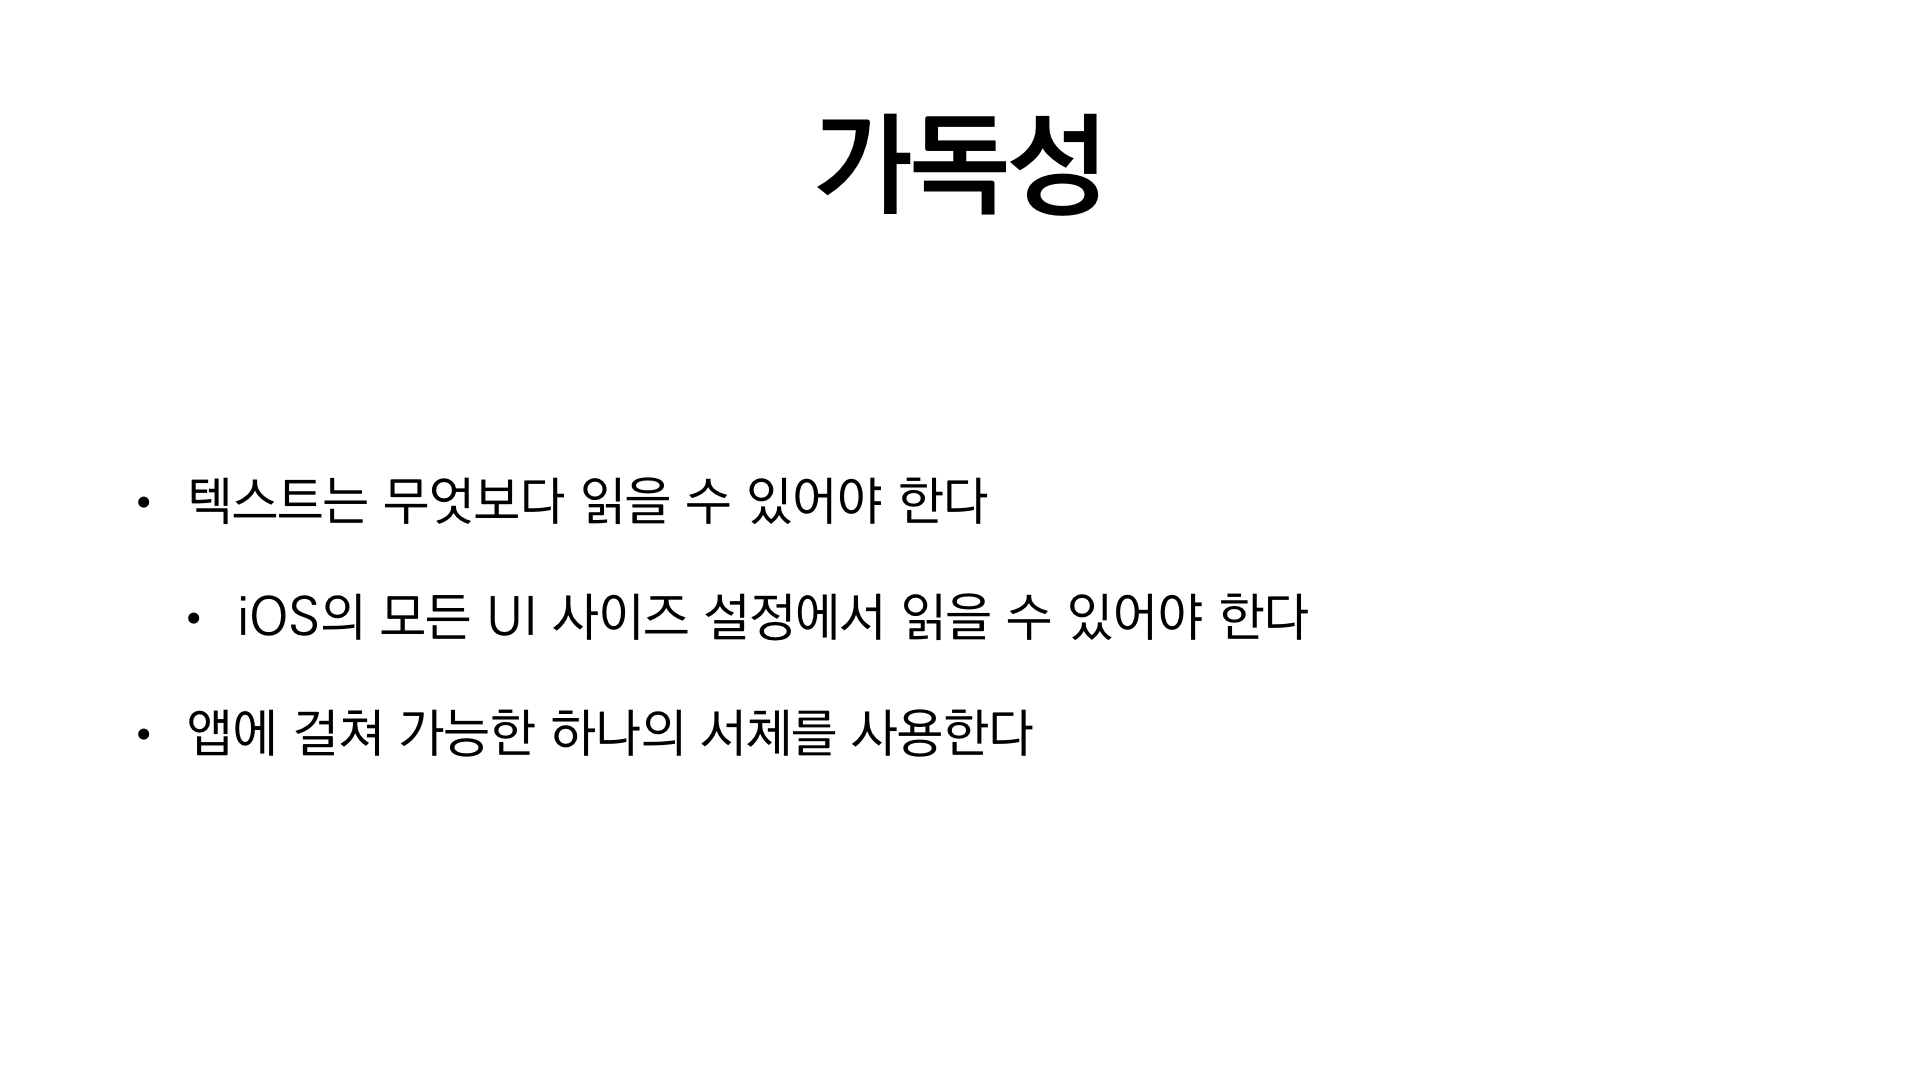 가독성
• 텍스트는 무엇보다 읽을 수 있어야 한다
• iOS의 모든 UI 사이즈 설정에서 읽을 수 있어야 한다
• 앱에 걸쳐 가능한 하나의 서체를 사용한다